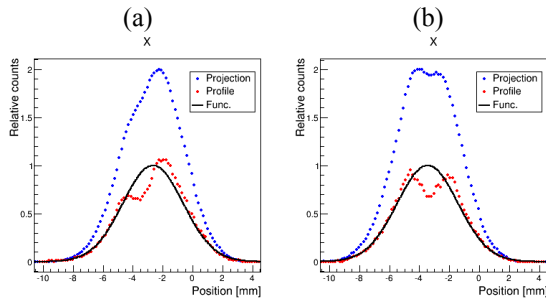 (a)
X
Relative counts
2
1.5
1
0.5
0
Projection
Profile
Func.
-10 -8 -6 -4 -2 0 2 4
Position [mm]
(b)
X
Relative counts
2
1.5
1
0.5
0
Projection
Profile
Func.
-10 -8 -6 -4 -2 0 2 4
Position [mm]